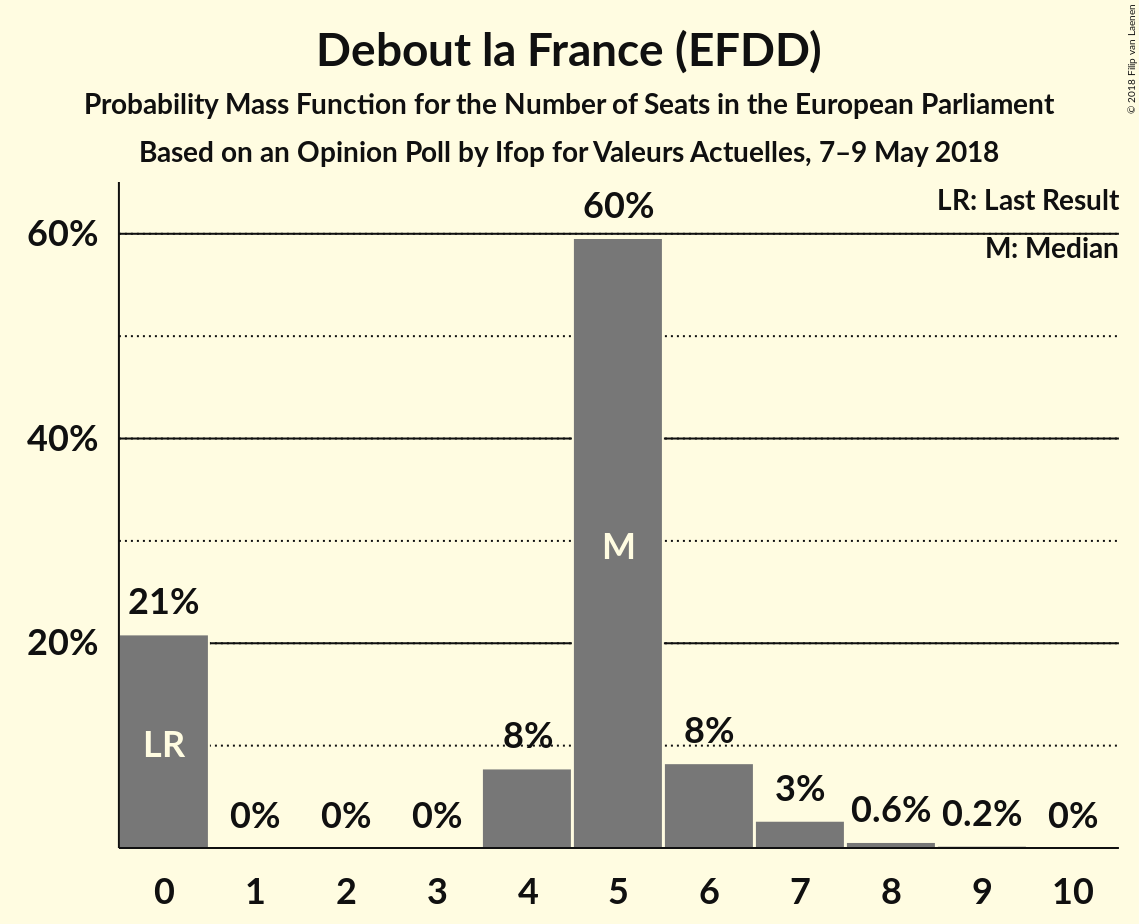 Debout la France (EFDD)
Probability Mass Function for the Number of Seats in the European Parliament
Based on an Opinion Poll by Ifop for Valeurs Actuelles, 7–9 May 2018
© 2018 Filip van Laenen
LR: Last Result
M: Median
60%
40%
20%
21%
0%
0%
0%
8%
60%
8%
3%
0.6%
0.2%
0%
LR
M
0 1 2 3 4 5 6 7 8 9 10